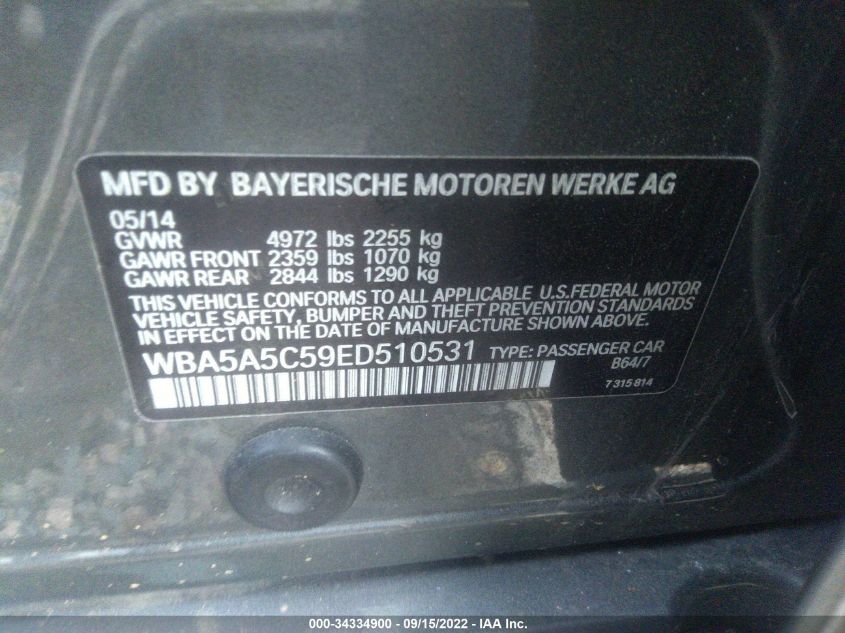 MFD BY BAYERISCHE MOTOREN WERKE AG
05/14
GVWR 4972 lbs 2255 kg
GAWR FRONT 2359 lbs 1070 kg
GAWR REAR 2844 lbs 1290 kg
THIS VEHICLE CONFORMS TO ALL APPLICABLE U.S.FEDERAL MOTOR
VEHICLE SAFETY, BUMPER AND THEFT PREVENTION STANDARDS
IN EFFECT ON THE DATE OF MANUFACTURE SHOWN ABOVE.
WBA5A5C59ED510531 TYPE: PASSENGER CAR
B64/7
7 315 814
000-34334900 - 09/15/2022 - IAA Inc.